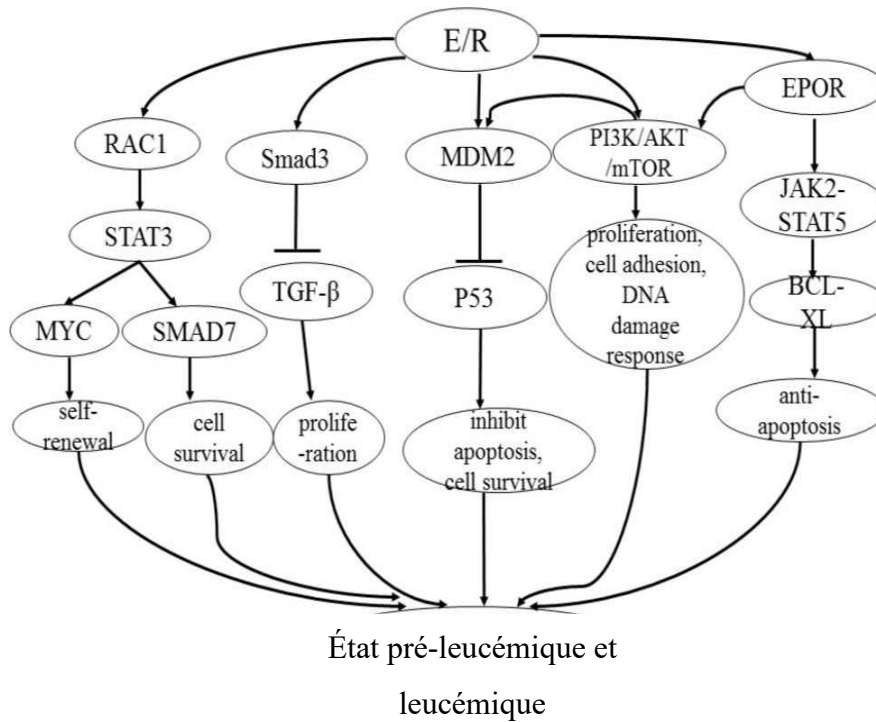 E/R
EPOR
RAC1
Smad3
MDM2
PI3K/AKT
/mTOR
STAT3
JAK2-
STAT5
TGF-β
P53
proliferation,
cell adhesion,
DNA
damage
response
MYC
SMAD7
BCL-
XL
self-
renewal
cell
survival
prolife
-ration
inhibit
apoptosis,
cell survival
anti-
apoptosis
État pré-leucémique et
leucémique